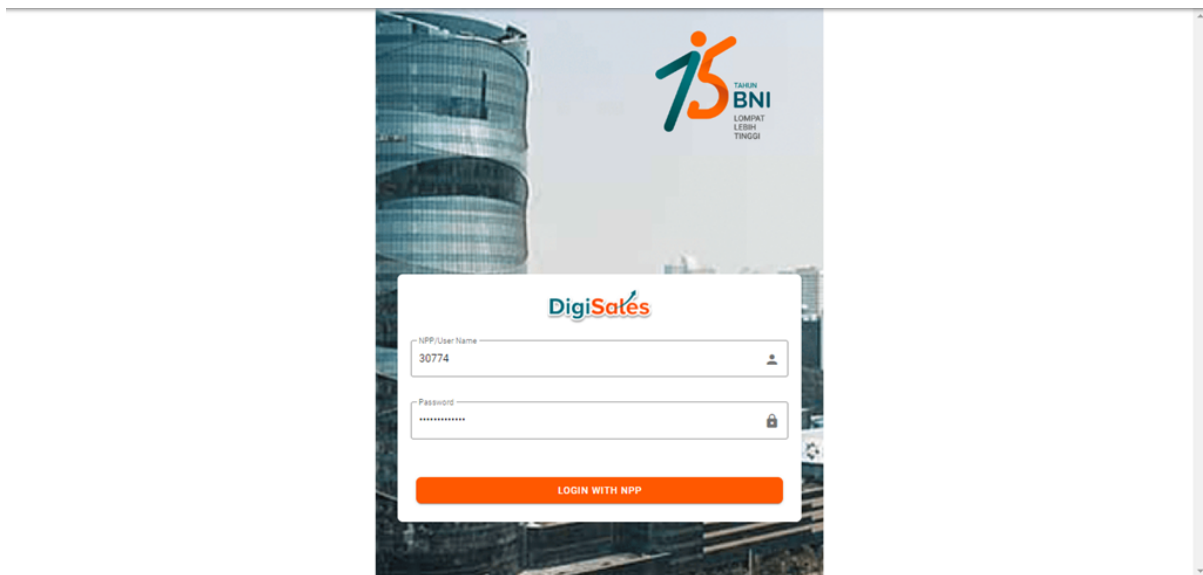 75
TAHUN
BNI
LOMPAT
LEBIH
TINGGI
DigiSales
NPP/User Name
30774
Password
LOGIN WITH NPP